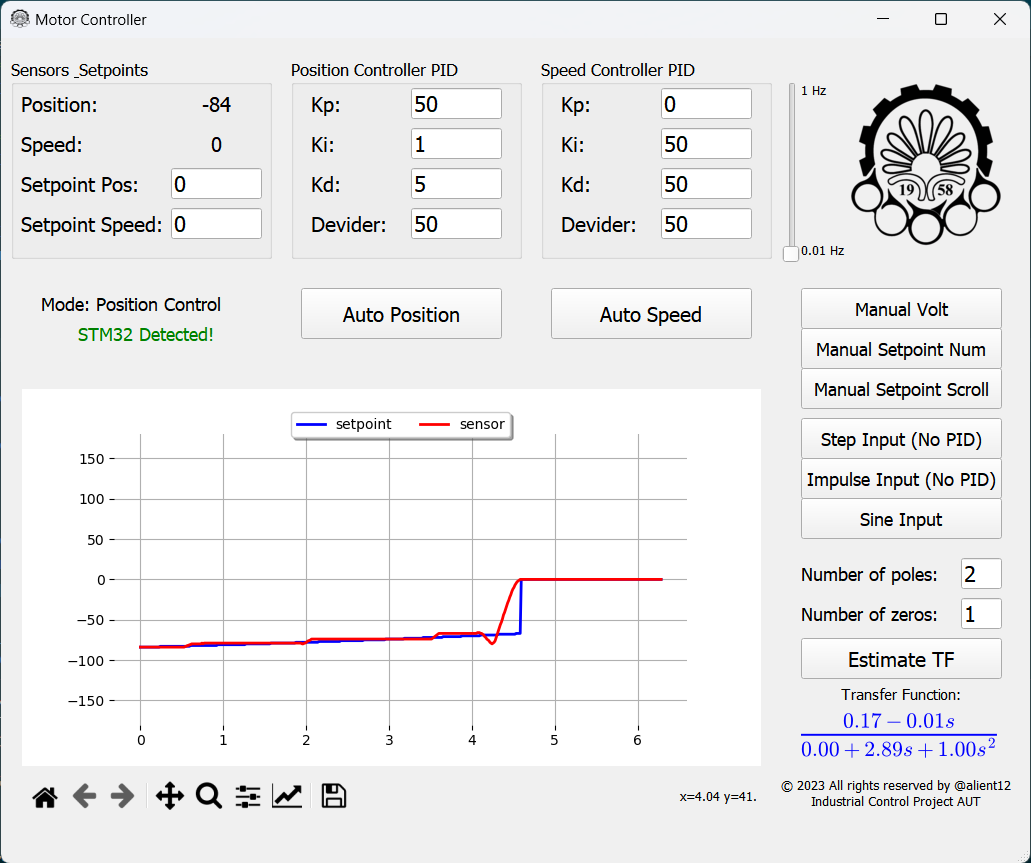 Motor Controller
Sensors _Setpoints
Position: -84
Speed: 0
Setpoint Pos: 0
Setpoint Speed: 0
Position Controller PID
Kp: 50
Ki: 1
Kd: 5
Devider: 50
Speed Controller PID
Kp: 0
Ki: 50
Kd: 50
Devider: 50
1 Hz
0.01 Hz
19 58
Mode: Position Control
STM32 Detected!
Auto Position
Auto Speed
Manual Volt
Manual Setpoint Num
Manual Setpoint Scroll
Step Input (No PID)
Impulse Input (No PID)
Sine Input
Number of poles: 2
Number of zeros: 1
Estimate TF
Transfer Function:
0.17 − 0.01s
0.00 + 2.89s + 1.00s²
© 2023 All rights reserved by @alient12
Industrial Control Project AUT
setpoint sensor
150
100
50
0
−50
−100
−150
0 1 2 3 4 5 6
x=4.04 y=41.